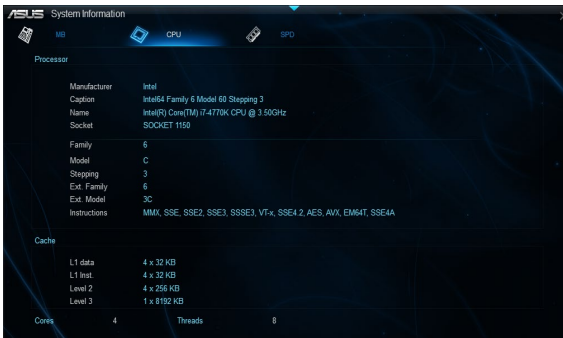 ASUS System Information
MB CPU SPD
Processor
Manufacturer Intel
Caption Intel64 Family 6 Model 60 Stepping 3
Name Intel(R) Core(TM) i7-4770K CPU @ 3.50GHz
Socket SOCKET 1150
Family 6
Model C
Stepping 3
Ext. Family 6
Ext. Model 3C
Instructions MMX, SSE, SSE2, SSE3, SSSE3, VT-x, SSE4.2, AES, AVX, EM64T, SSE4A
Cache
L1 data 4 x 32 KB
L1 Inst. 4 x 32 KB
Level 2 4 x 256 KB
Level 3 1 x 8192 KB
Cores 4 Threads 8